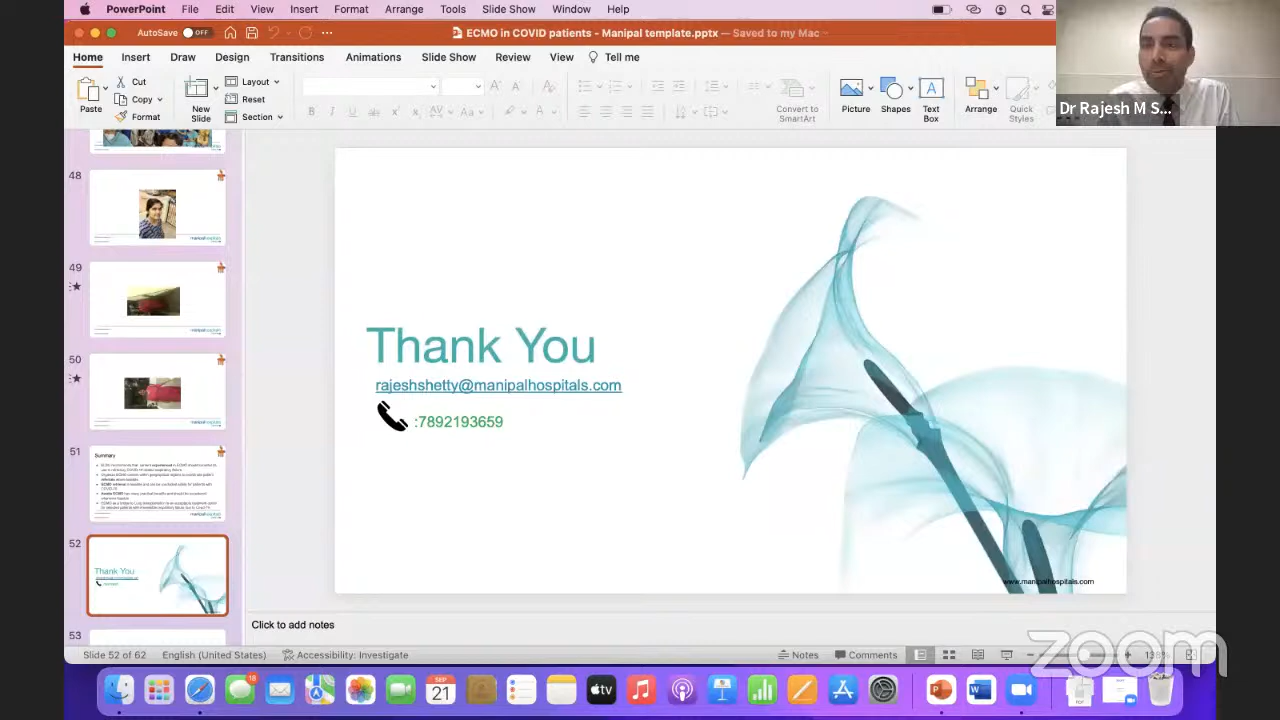 PowerPoint File Edit View Insert Format Arrange Tools Slide Show Window Help
AutoSave OFF ECMO in COVID patients - Manipal template.pptx — Saved to my Mac
Home Insert Draw Design Transitions Animations Slide Show Review View Tell me
Paste
Cut
Copy
Format
New
Slide
Layout
Reset
Section
Convert to
SmartArt
Picture
Shapes
Text
Box
Arrange
Quick
Styles
Dr Rajesh M S...
48
49
50
51
Summary
52
Thank You
53
Thank You
rajeshshetty@manipalhospitals.com
:7892193659
www.manipalhospitals.com
Click to add notes
Slide 52 of 62 English (United States) Accessibility: Investigate Notes Comments
zoom
18
SEP
21
tv